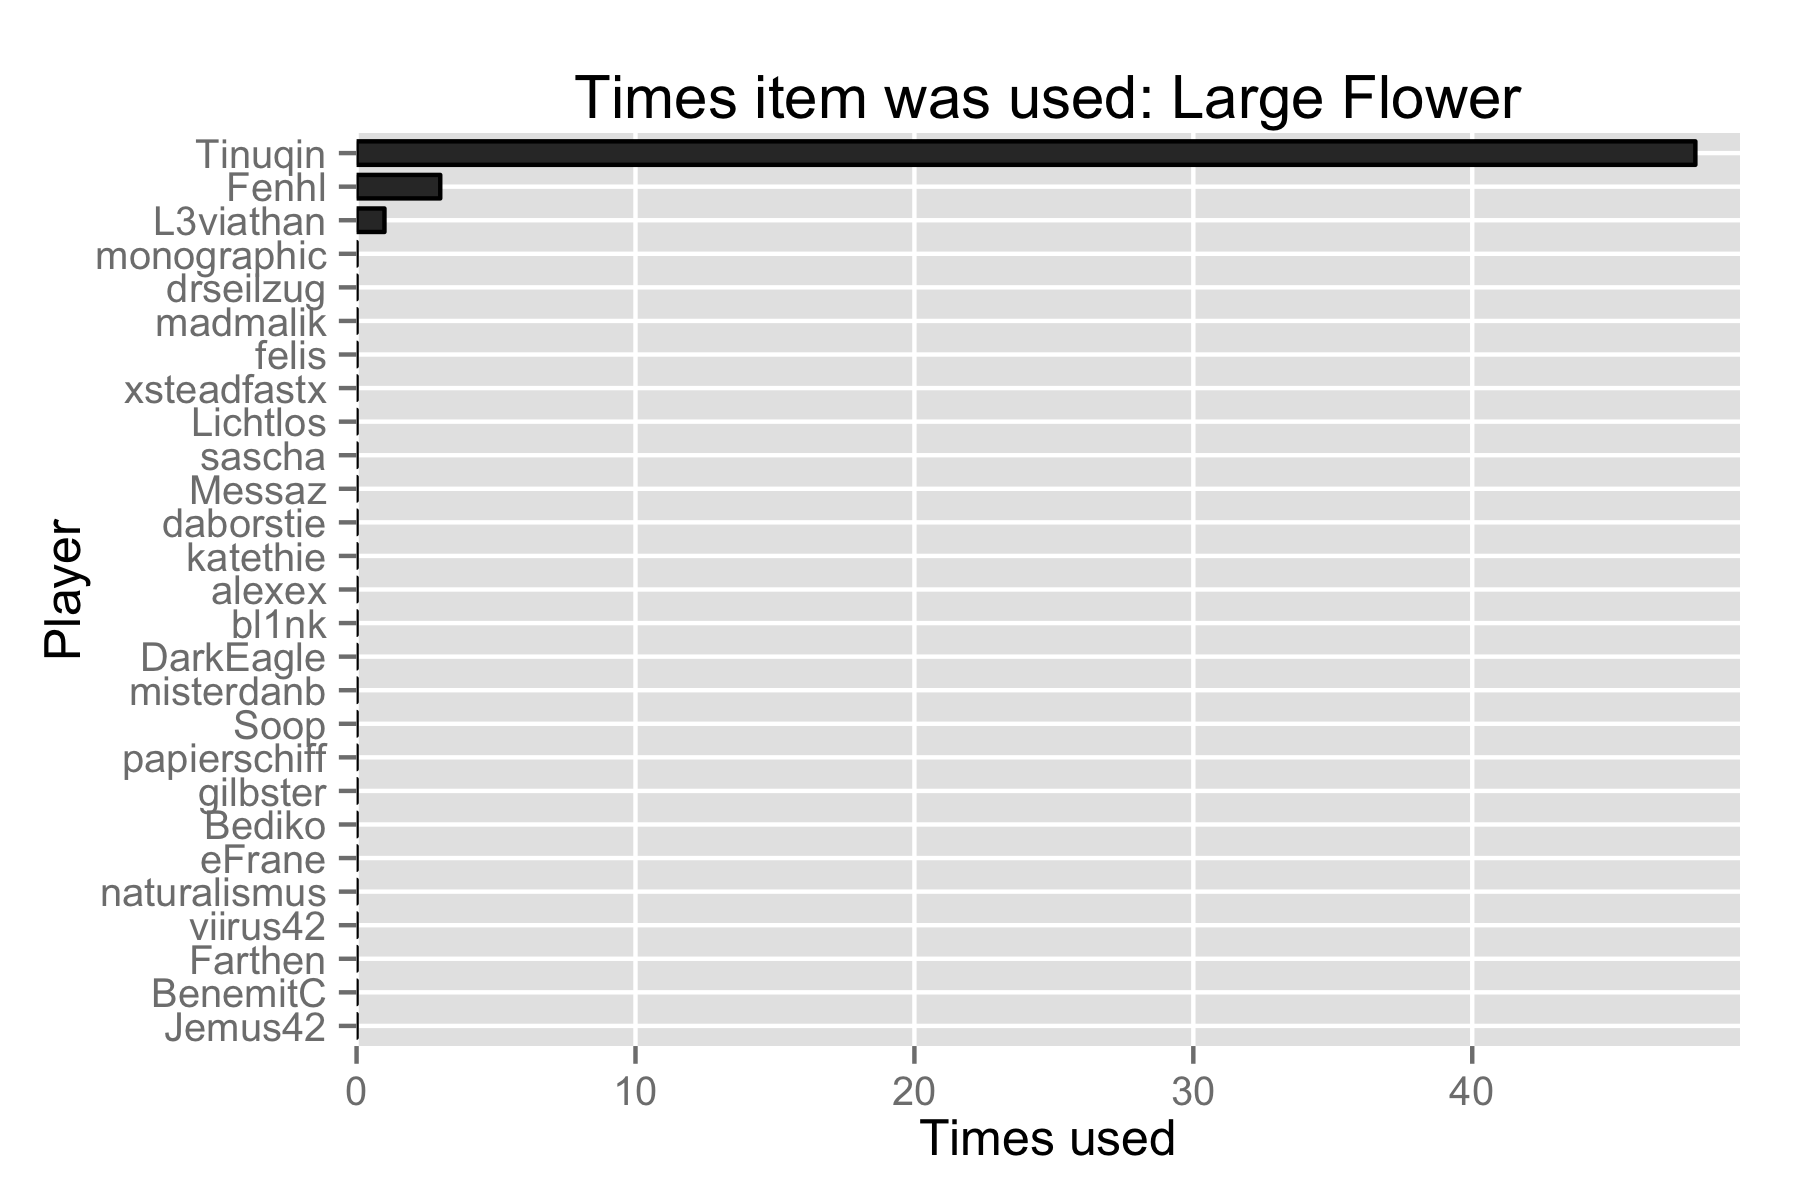 Times item was used: Large Flower
Tinuqin
Fenhl
L3viathan
monographic
drseilzug
madmalik
felis
xsteadfastx
Lichtlos
sascha
Messaz
daborstie
katethie
alexex
bl1nk
DarkEagle
misterdanb
Soop
papierschiff
gilbster
Bediko
eFrane
naturalismus
viirus42
Farthen
BenemitC
Jemus42
Player
0 10 20 30 40
Times used